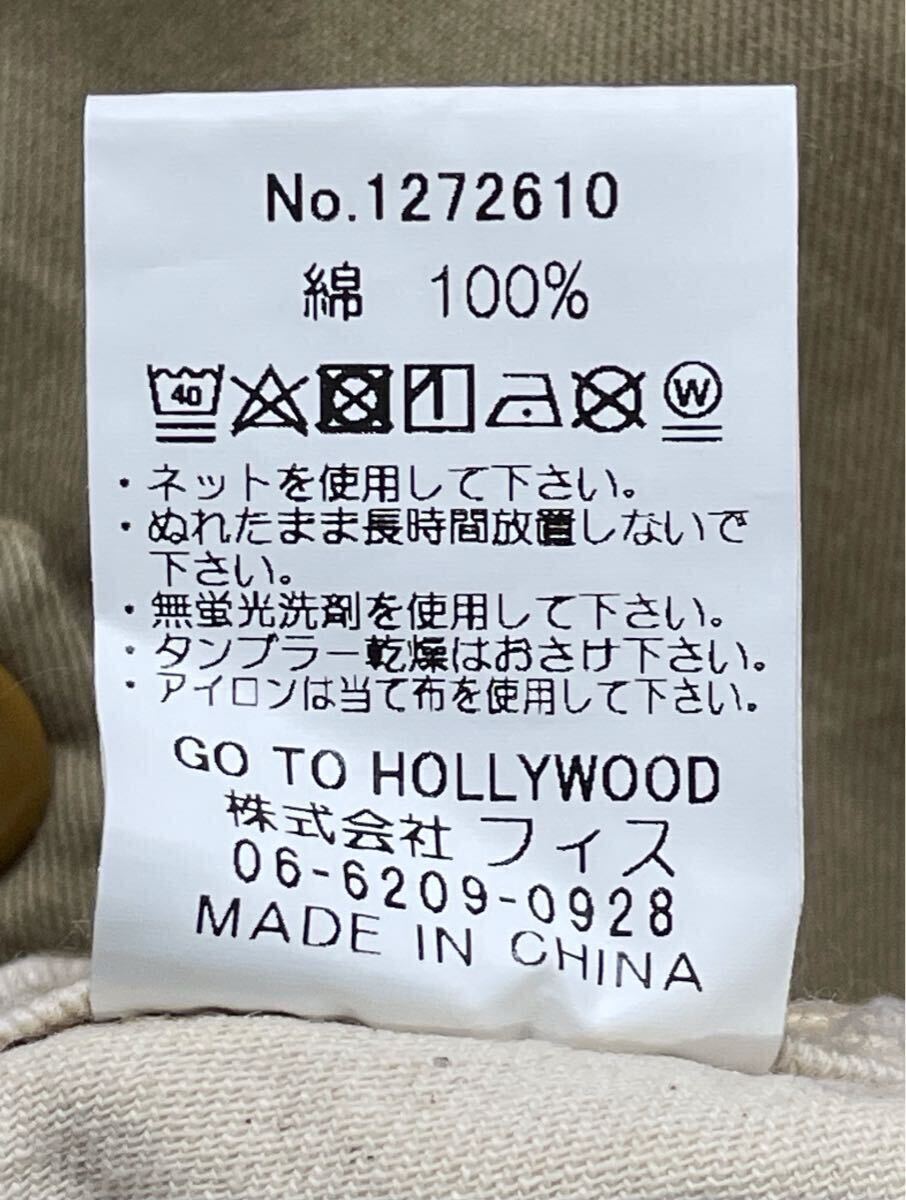 No.1272610
綿 100%
40 W
・ネットを使用して下さい。
・ぬれたまま長時間放置しないで
下さい。
・無蛍光洗剤を使用して下さい。
・タンブラー乾燥はおさけ下さい。
・アイロンは当て布を使用して下さい。
GO TO HOLLYWOOD
株式会社 フィス
06-6209-0928
MADE IN CHINA